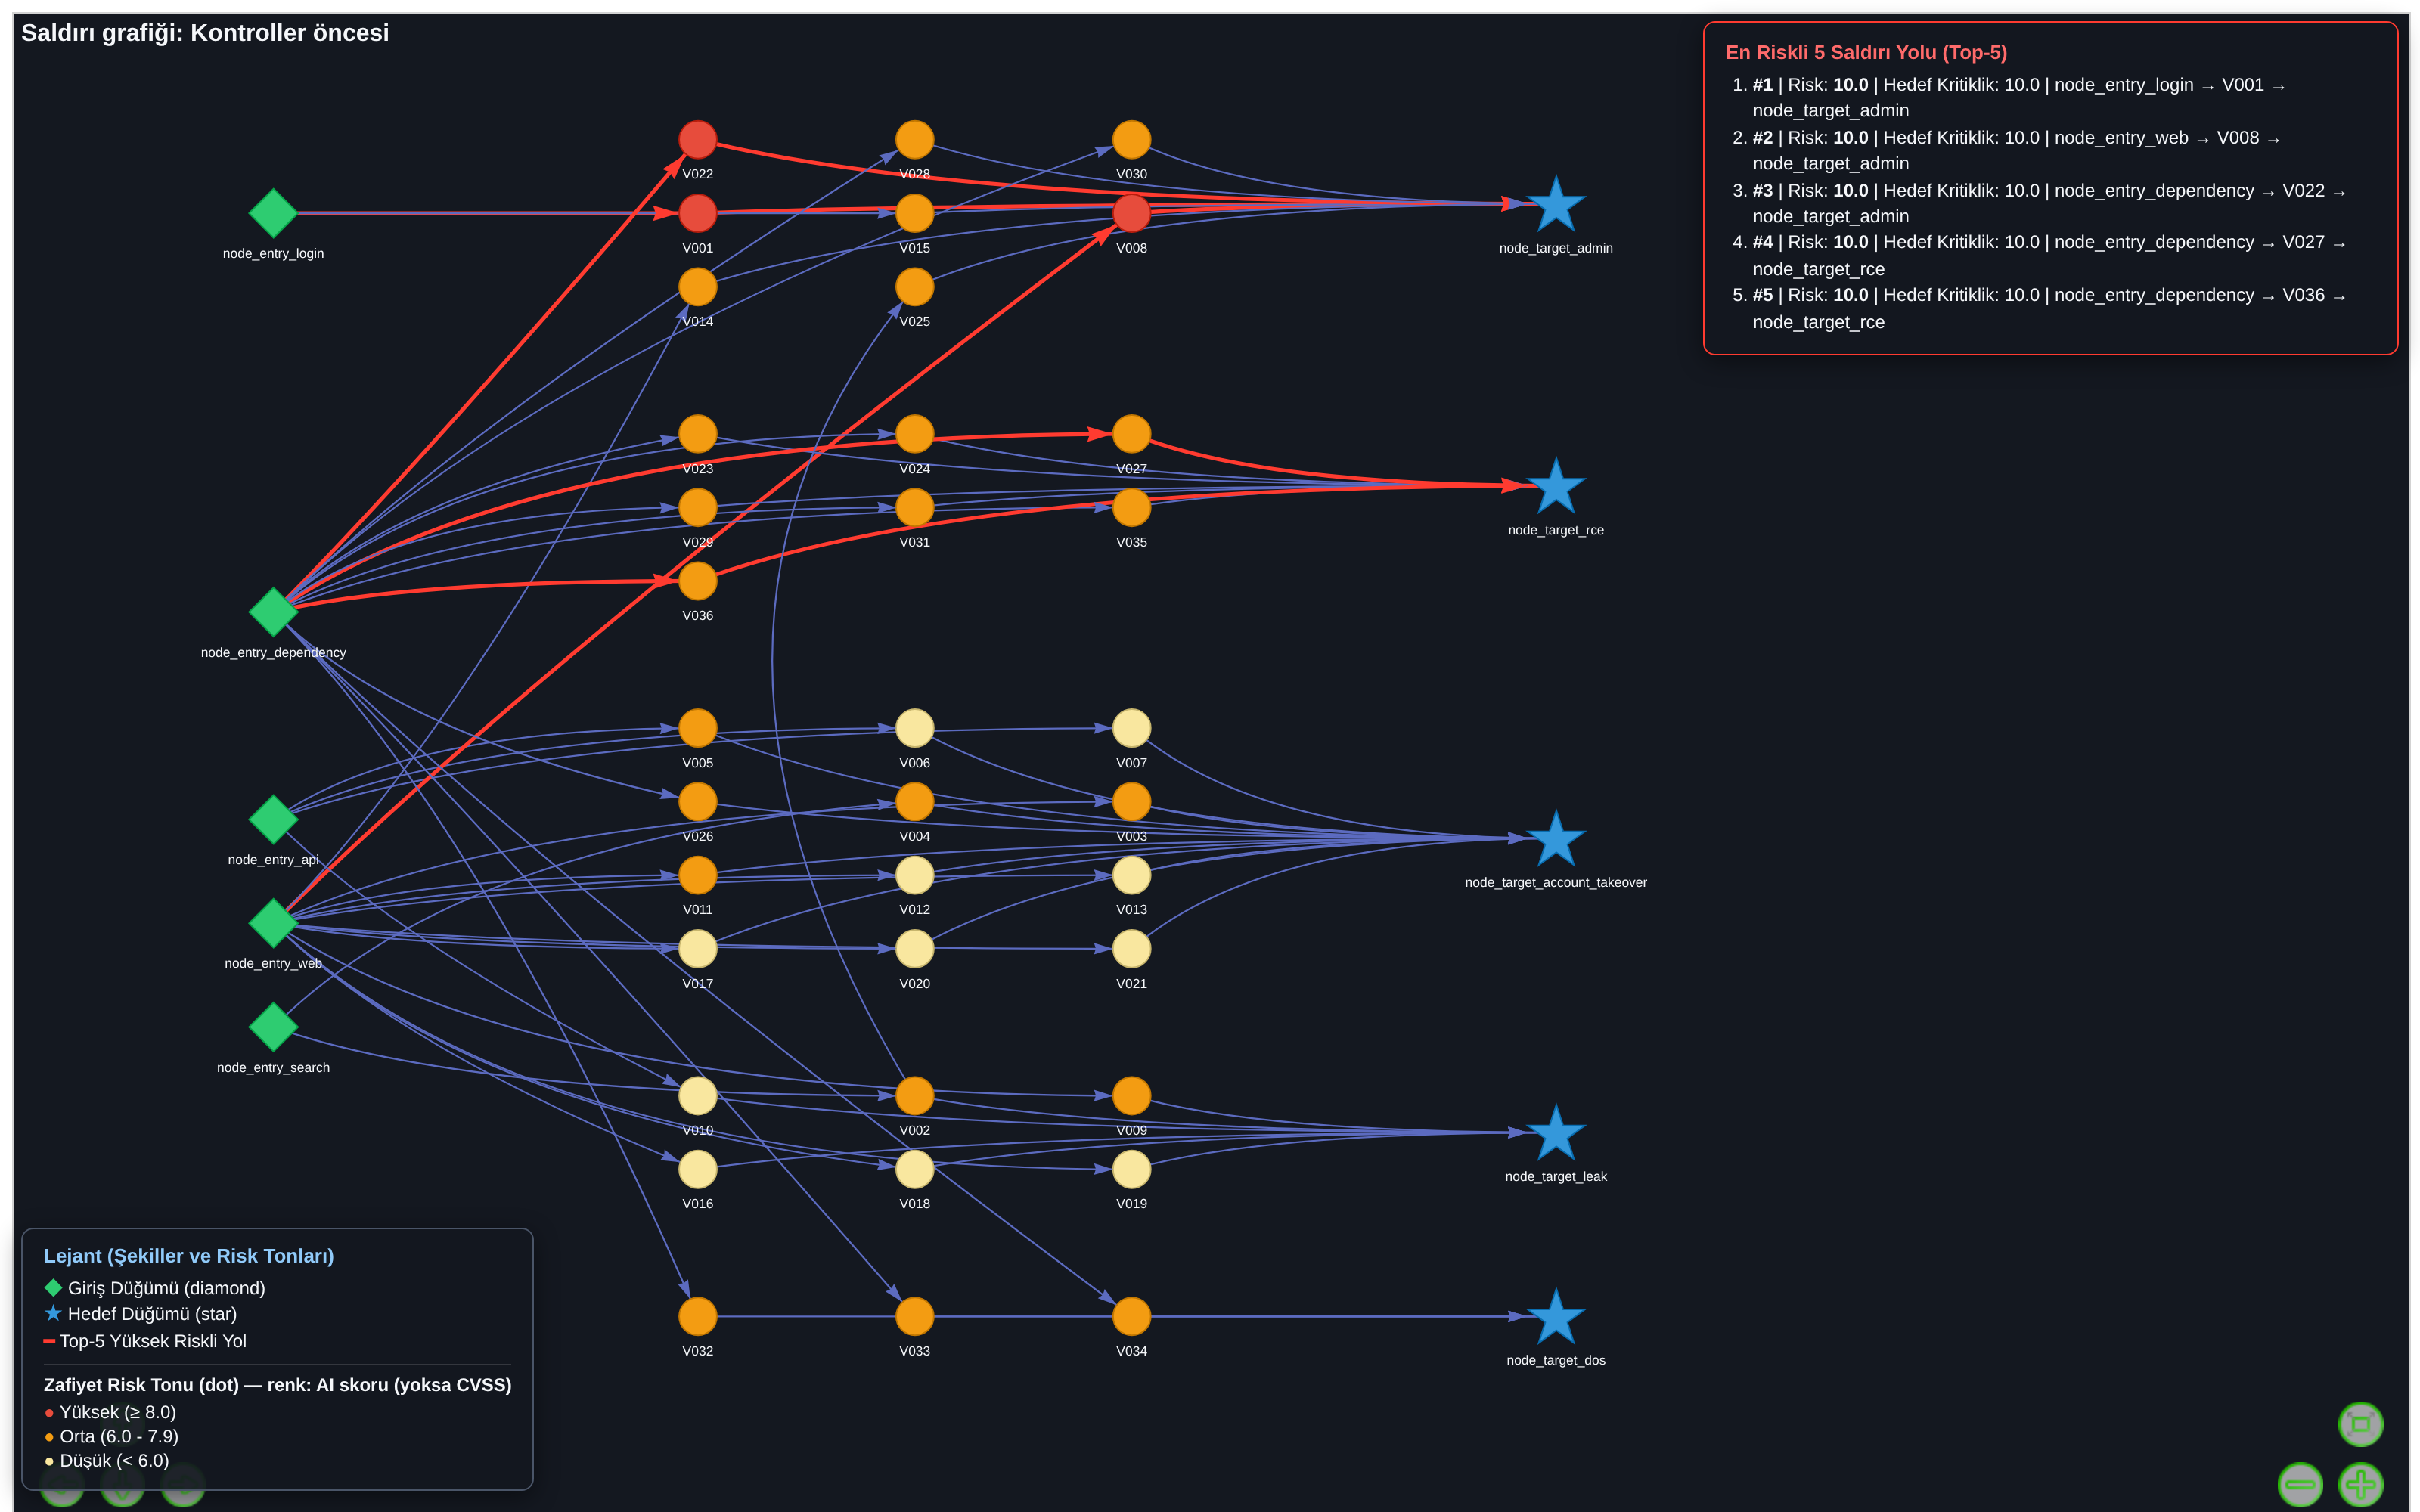 Saldırı grafiği: Kontroller öncesi
En Riskli 5 Saldırı Yolu (Top-5)
1. #1 | Risk: 10.0 | Hedef Kritiklik: 10.0 | node_entry_login → V001 →
node_target_admin
2. #2 | Risk: 10.0 | Hedef Kritiklik: 10.0 | node_entry_web → V008 →
node_target_admin
3. #3 | Risk: 10.0 | Hedef Kritiklik: 10.0 | node_entry_dependency → V022 →
node_target_admin
4. #4 | Risk: 10.0 | Hedef Kritiklik: 10.0 | node_entry_dependency → V027 →
node_target_rce
5. #5 | Risk: 10.0 | Hedef Kritiklik: 10.0 | node_entry_dependency → V036 →
node_target_rce
V022
V028
V030
node_entry_login
V001
V015
V008
node_target_admin
V014
V025
V023
V024
V027
V029
V031
V035
node_target_rce
V036
node_entry_dependency
V005
V006
V007
V026
V004
V003
node_entry_api
node_target_account_takeover
V011
V012
V013
node_entry_web
V017
V020
V021
node_entry_search
V010
V002
V009
node_target_leak
V016
V018
V019
V032
V033
V034
node_target_dos
Lejant (Şekiller ve Risk Tonları)
Giriş Düğümü (diamond)
Hedef Düğümü (star)
Top-5 Yüksek Riskli Yol
Zafiyet Risk Tonu (dot) — renk: AI skoru (yoksa CVSS)
Yüksek (≥ 8.0)
Orta (6.0 - 7.9)
Düşük (< 6.0)